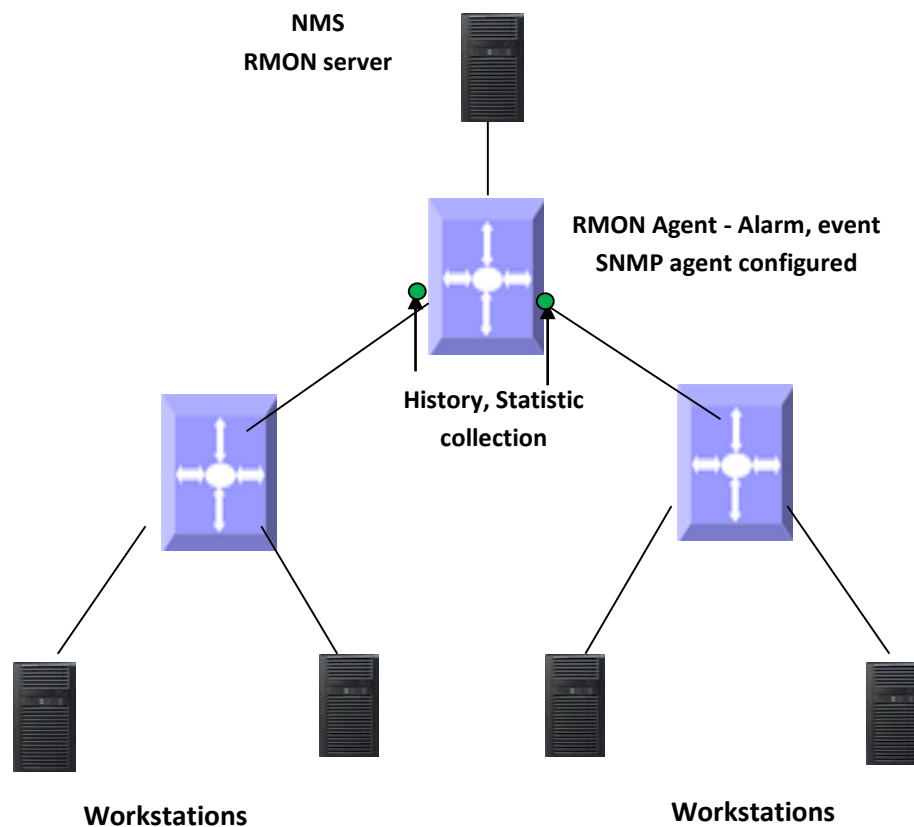 NMS
RMON server
RMON Agent - Alarm, event
SNMP agent configured
History, Statistic
collection
Workstations
Workstations